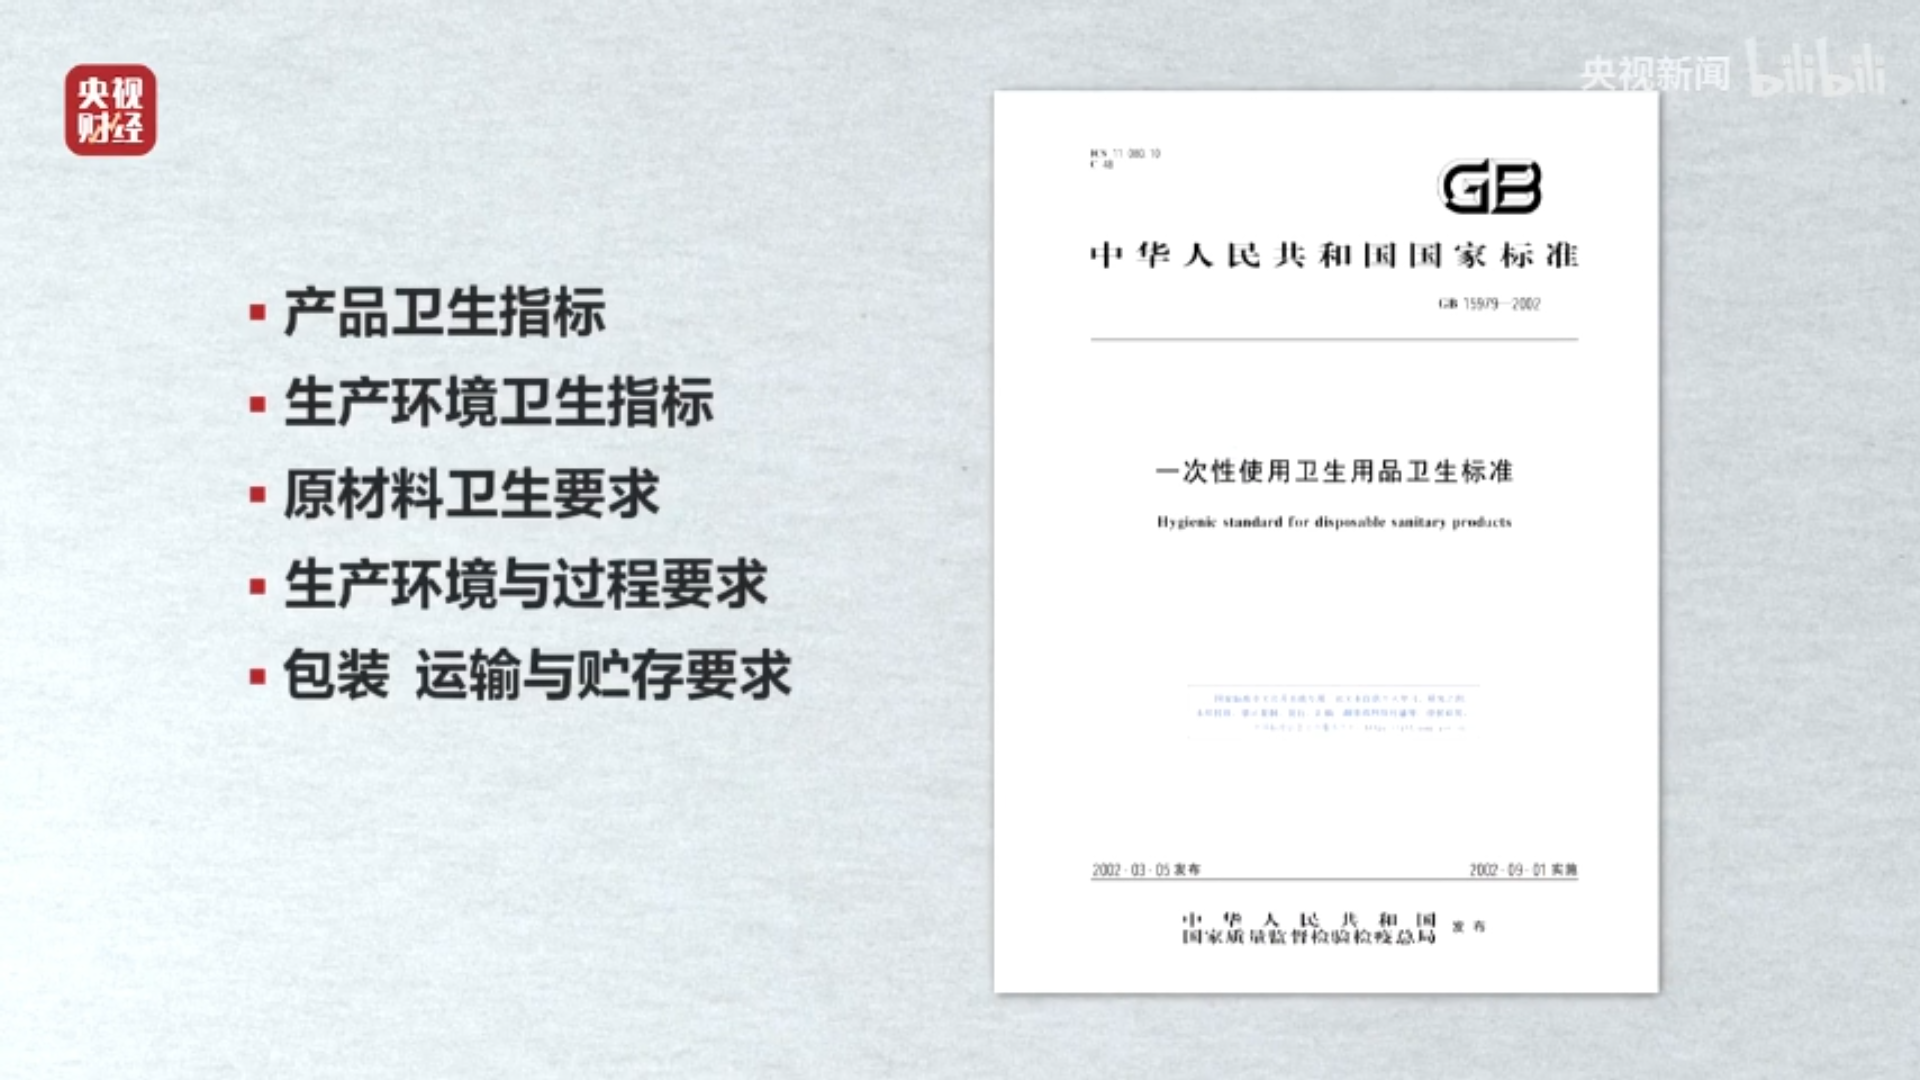 央视
财经
央视新闻 bilibili
产品卫生指标
生产环境卫生指标
原材料卫生要求
生产环境与过程要求
包装 运输与贮存要求
ICS 11.080.10
C 48
GB
中华人民共和国国家标准
GB 15979—2002
一次性使用卫生用品卫生标准
Hygienic standard for disposable sanitary products
2002-03-05发布
2002-09-01实施
中华人民共和国
国家质量监督检验检疫总局
发布